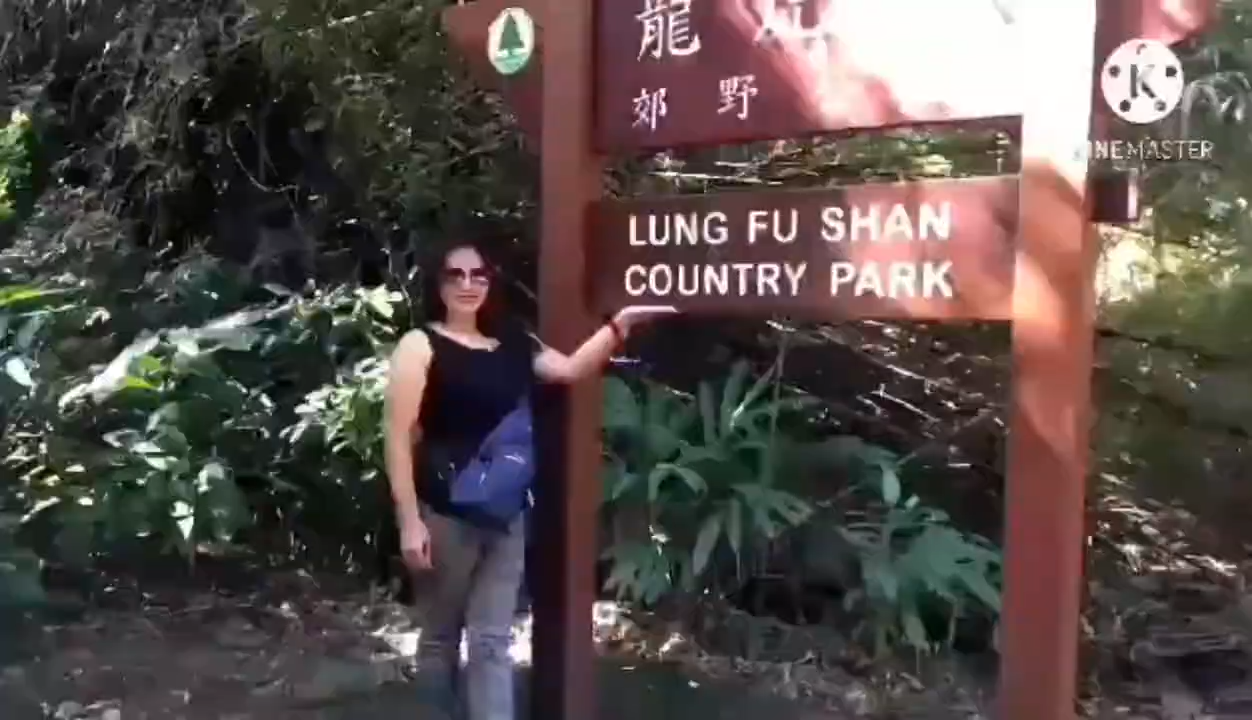 龍
郊 野
LUNG FU SHAN
COUNTRY PARK
K
NEMASTER